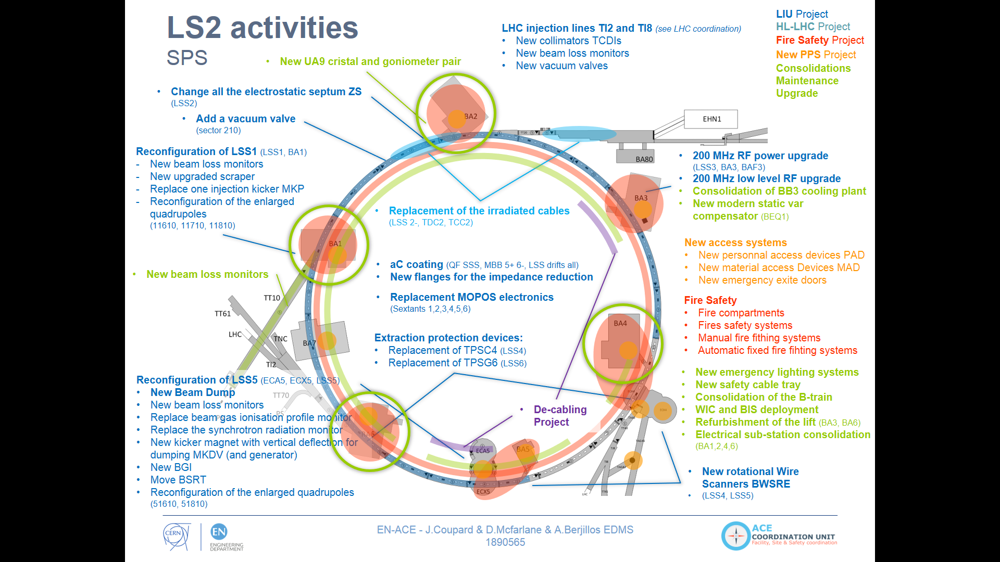 LS2 activities
SPS
• New UA9 cristal and goniometer pair
• Change all the electrostatic septum ZS
(LSS2)
• Add a vacuum valve
(sector 210)
LHC injection lines TI2 and TI8 (see LHC coordination)
• New collimators TCDIs
• New beam loss monitors
• New vacuum valves
LIU Project
HL-LHC Project
Fire Safety Project
New PPS Project
Consolidations
Maintenance
Upgrade
Reconfiguration of LSS1 (LSS1, BA1)
- New beam loss monitors
- New upgraded scraper
- Replace one injection kicker MKP
- Reconfiguration of the enlarged
quadrupoles
(11610, 11710, 11810)
• New beam loss monitors
BA2
TT20
EHN1
BA80
BA3
BA1
TT10
TT61
LHC
TNC
BA7
TI2
TT70
PS
BA6
BA4
ECA4
ECX4
TA40
TT40
TAG41
TI8
TI8
TAG42
LHC
TT41
ECA5
BA5
ECX5
• Replacement of the irradiated cables
(LSS 2-, TDC2, TCC2)
• aC coating (QF SSS, MBB 5+ 6-, LSS drifts all)
• New flanges for the impedance reduction
• Replacement MOPOS electronics
(Sextants 1,2,3,4,5,6)
Extraction protection devices:
• Replacement of TPSC4 (LSS4)
• Replacement of TPSG6 (LSS6)
• De-cabling
Project
Reconfiguration of LSS5 (ECA5, ECX5, LSS5)
• New Beam Dump
• New beam loss monitors
• Replace beam gas ionisation profile monitor
• Replace the synchrotron radiation monitor
• New kicker magnet with vertical deflection for
dumping MKDV (and generator)
• New BGI
• Move BSRT
• Reconfiguration of the enlarged quadrupoles
(51610, 51810)
• 200 MHz RF power upgrade
(LSS3, BA3, BAF3)
• 200 MHz low level RF upgrade
• Consolidation of BB3 cooling plant
• New modern static var
compensator (BEQ1)
New access systems
• New personnal access devices PAD
• New material access Devices MAD
• New emergency exite doors
Fire Safety
• Fire compartments
• Fires safety systems
• Manual fire fithing systems
• Automatic fixed fire fihting systems
• New emergency lighting systems
• New safety cable tray
• Consolidation of the B-train
• WIC and BIS deployment
• Refurbishment of the lift (BA3, BA6)
• Electrical sub-station consolidation
(BA1,2,4,6)
• New rotational Wire
Scanners BWSRE
• (LSS4, LSS5)
CERN
EN
ENGINEERING
DEPARTMENT
EN-ACE - J.Coupard & D.Mcfarlane & A.Berjillos EDMS
1890565
ACE
COORDINATION UNIT
Facility, Site & Safety coordination